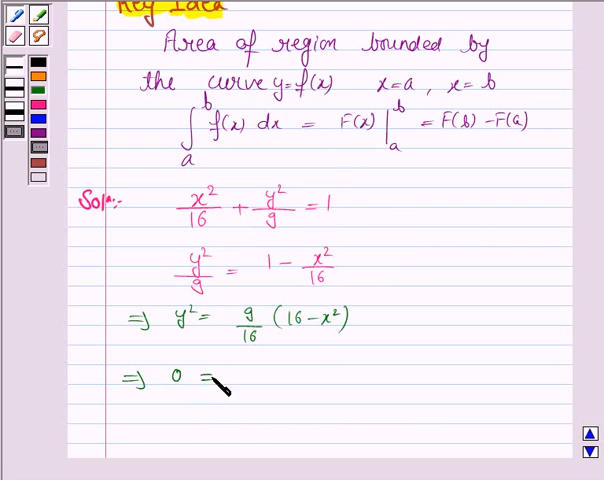 Key Idea
Area of region bounded by
the curve y=f(x) x=a, x=b
∫_a^b f(x) dx = F(x) |_a^b = F(b) - F(a)
Soln:- x²/16 + y²/9 = 1
y²/9 = 1 - x²/16
⇒ y² = 9/16 (16-x²)
⇒ 0 =